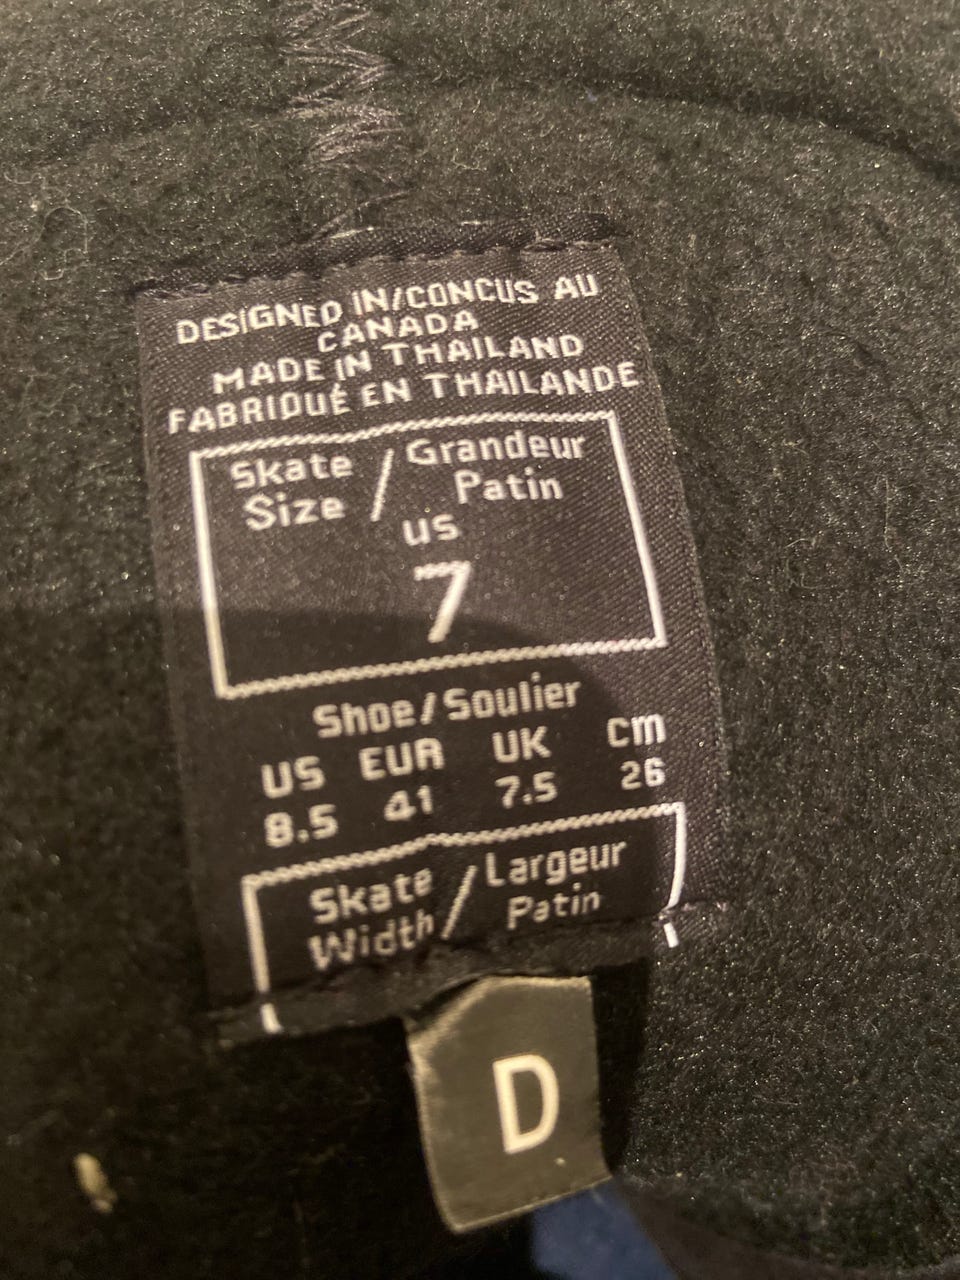 DESIGNED IN/CONCUS AU
CANADA
MADE IN THAILAND
FABRIQUÉ EN THAILANDE
Skate Size / Grandeur Patin
US
7
Shoe/Soulier
US EUR UK cm
8.5 41 7.5 26
Skate Width / Largeur Patin
D